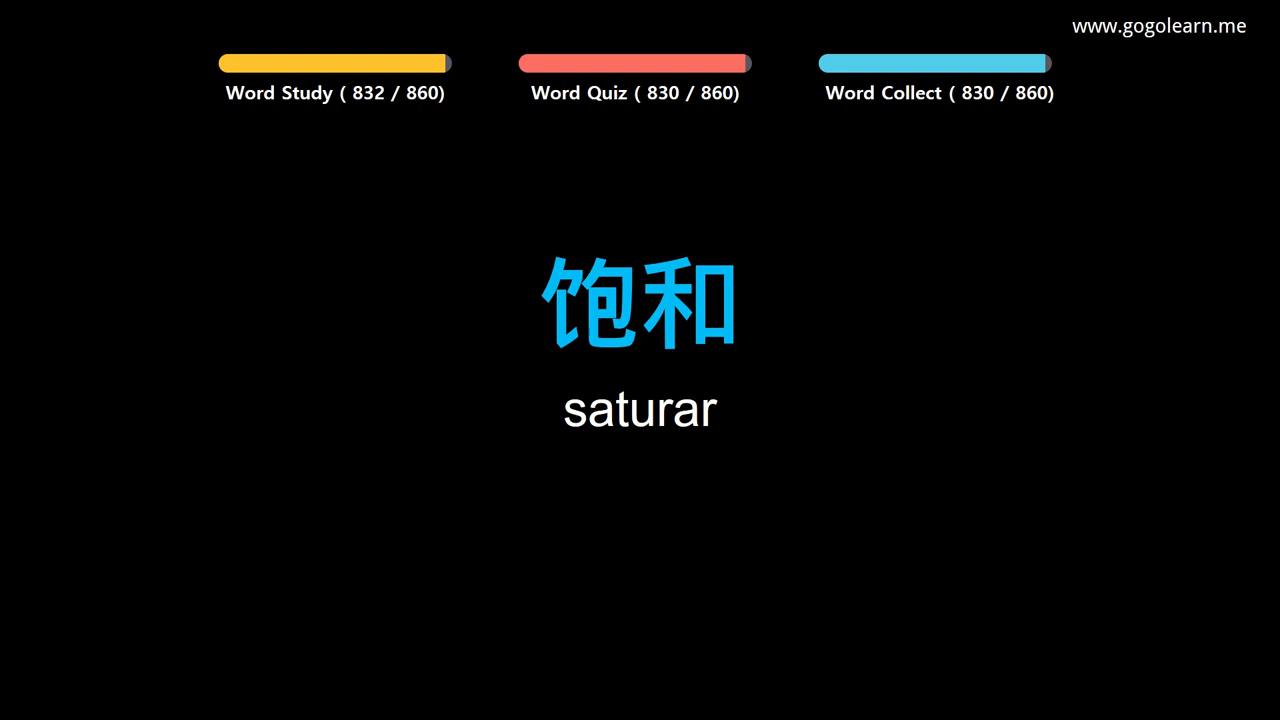 www.gogolearn.me
Word Study ( 832 / 860)
Word Quiz ( 830 / 860)
Word Collect ( 830 / 860)
饱和
saturar